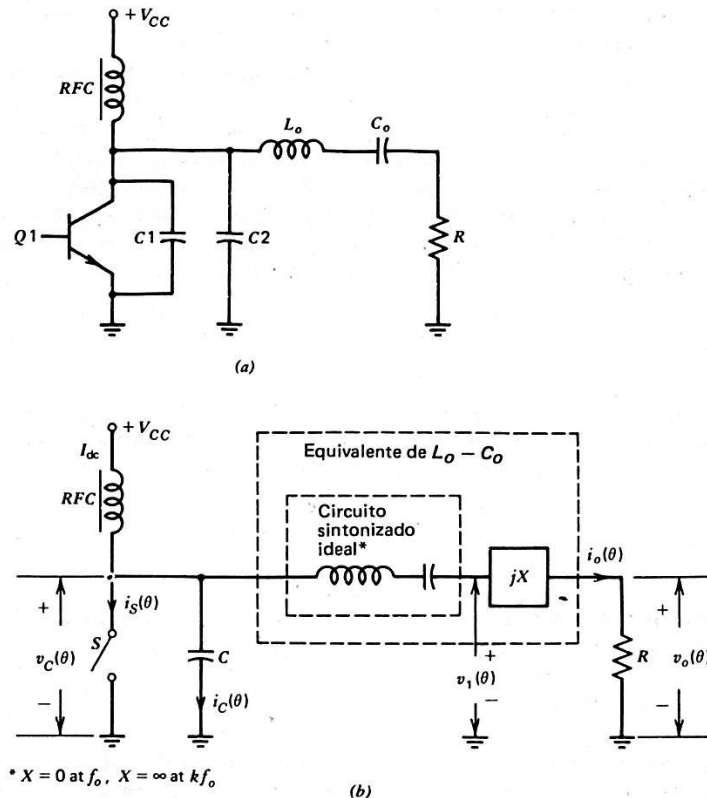 + V_CC
RFC
L_o
C_o
Q1
C1
C2
R
(a)
+ V_CC
I_dc
RFC
Equivalente de L_O – C_O
Circuito
sintonizado
ideal*
jX
i_o(θ)
+
i_S(θ)
v_C(θ)
S
–
C
i_C(θ)
+
v_1(θ)
–
R
+
v_o(θ)
–
* X = 0 at f_o, X = ∞ at kf_o
(b)